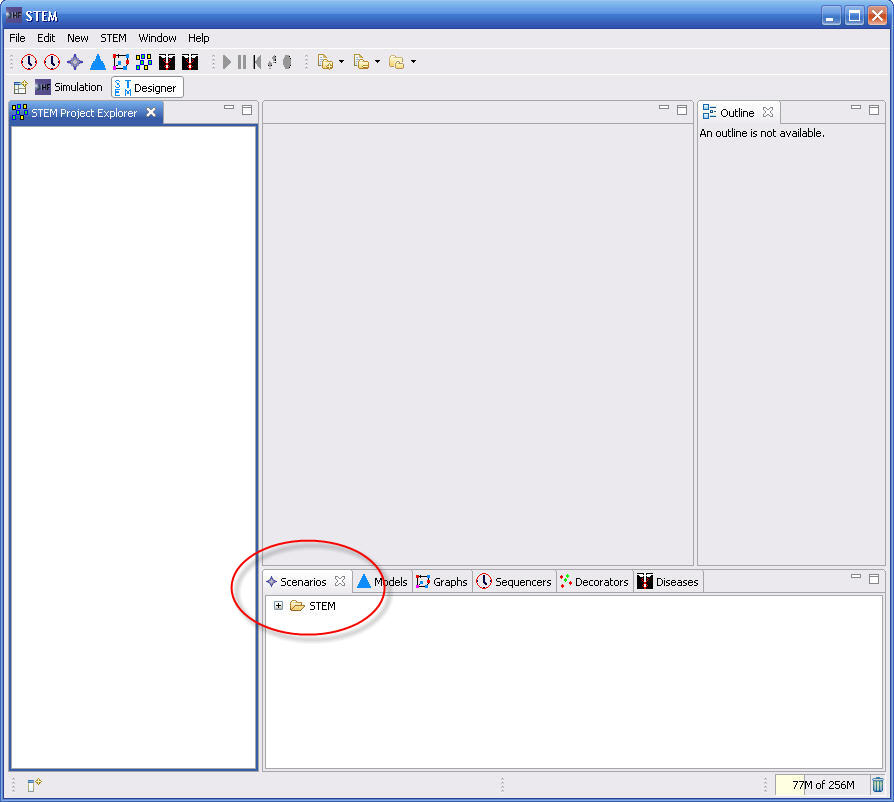 STEM
File Edit New STEM Window Help
Simulation Designer
STEM Project Explorer
Outline
An outline is not available.
Scenarios Models Graphs Sequencers Decorators Diseases
STEM
77M of 256M